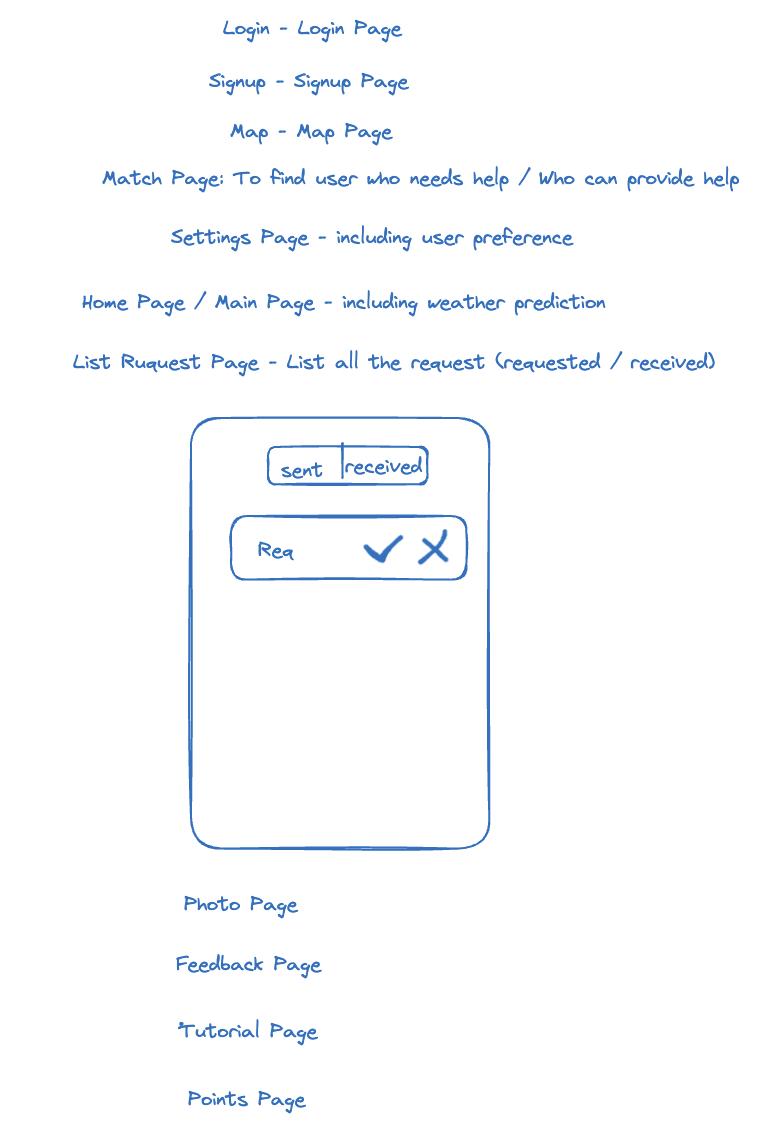 Login - Login Page
Signup - Signup Page
Map - Map Page
Match Page: To find user who needs help / Who can provide help
Settings Page - including user preference
Home Page / Main Page - including weather prediction
List Ruquest Page - List all the request (requested / received)
sent received
Req
Photo Page
Feedback Page
Tutorial Page
Points Page